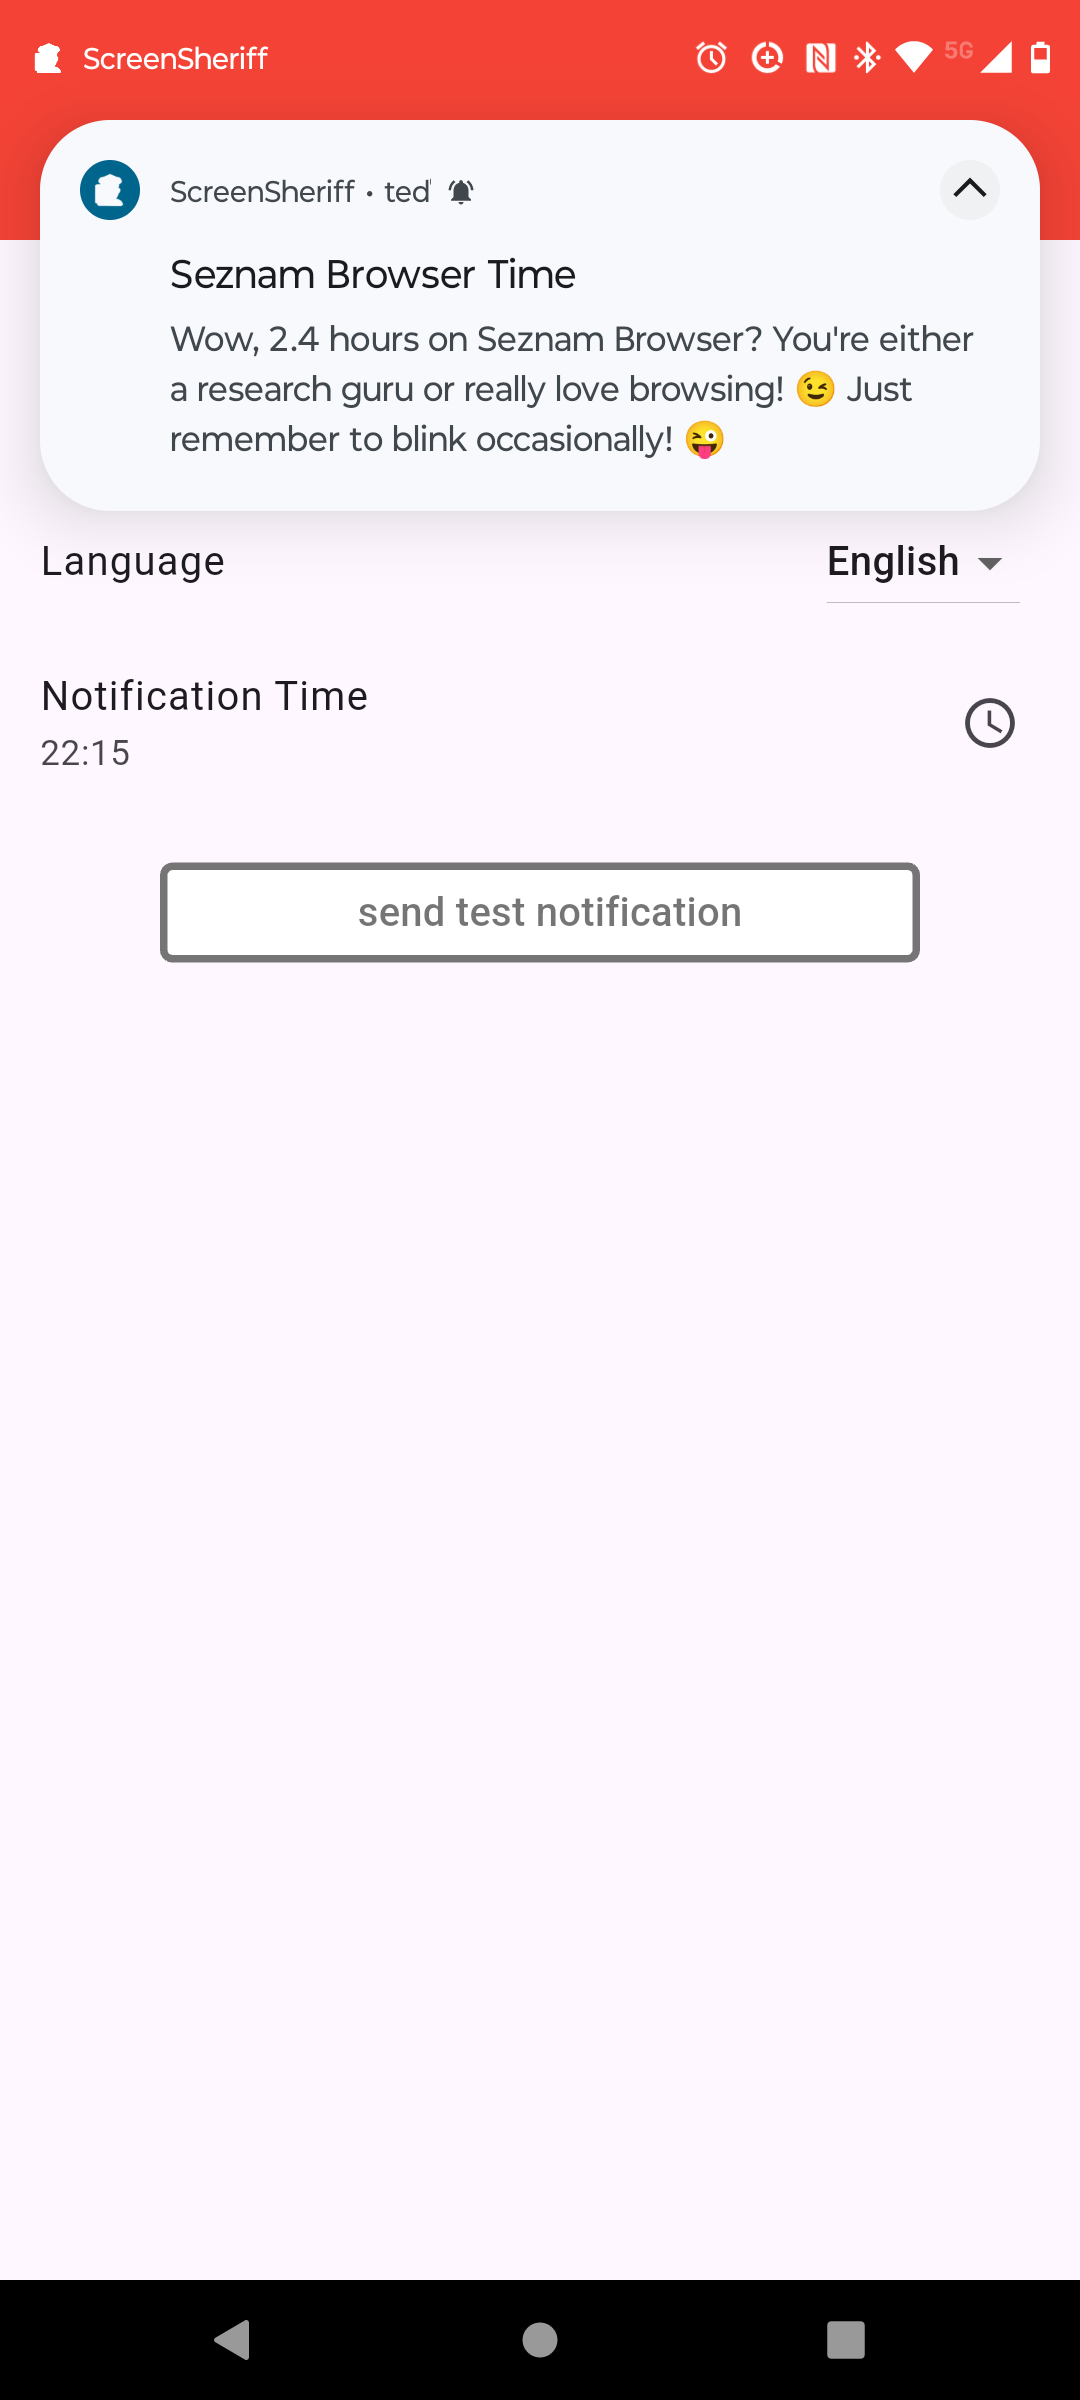 ScreenSheriff
5G
ScreenSheriff • teď
Seznam Browser Time
Wow, 2.4 hours on Seznam Browser? You're either
a research guru or really love browsing! 😉 Just
remember to blink occasionally! 😜
Language
English
Notification Time
22:15
send test notification